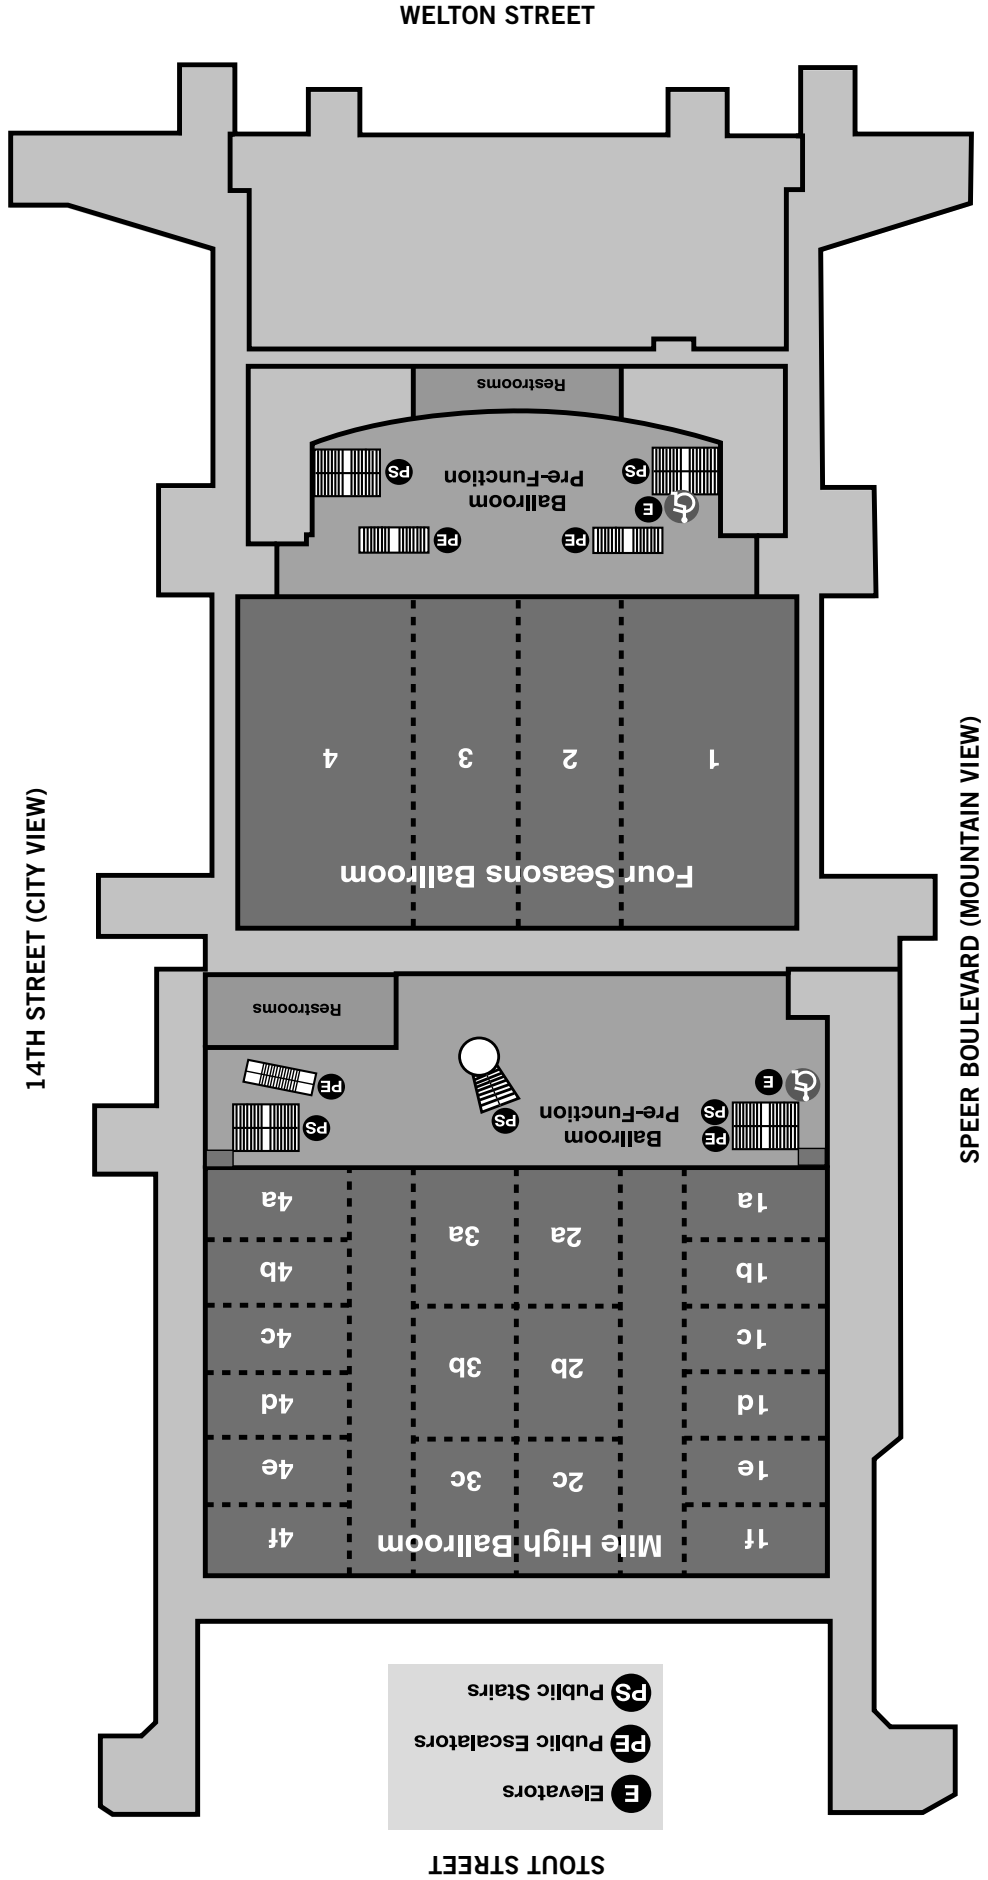 WELTON STREET
Restrooms
PS
Ballroom
Pre-Function
PS
E
PE
PE
4
3
2
1
Four Seasons Ballroom
14TH STREET (CITY VIEW)
SPEER BOULEVARD (MOUNTAIN VIEW)
Restrooms
PE
PS
PS
Ballroom
Pre-Function
E
PS
PE
4a
3a
2a
1a
4b
1b
4c
3b
2b
1c
4d
1d
4e
3c
2c
1e
4f
1f
Mile High Ballroom
PS Public Stairs
PE Public Escalators
E Elevators
STOUT STREET